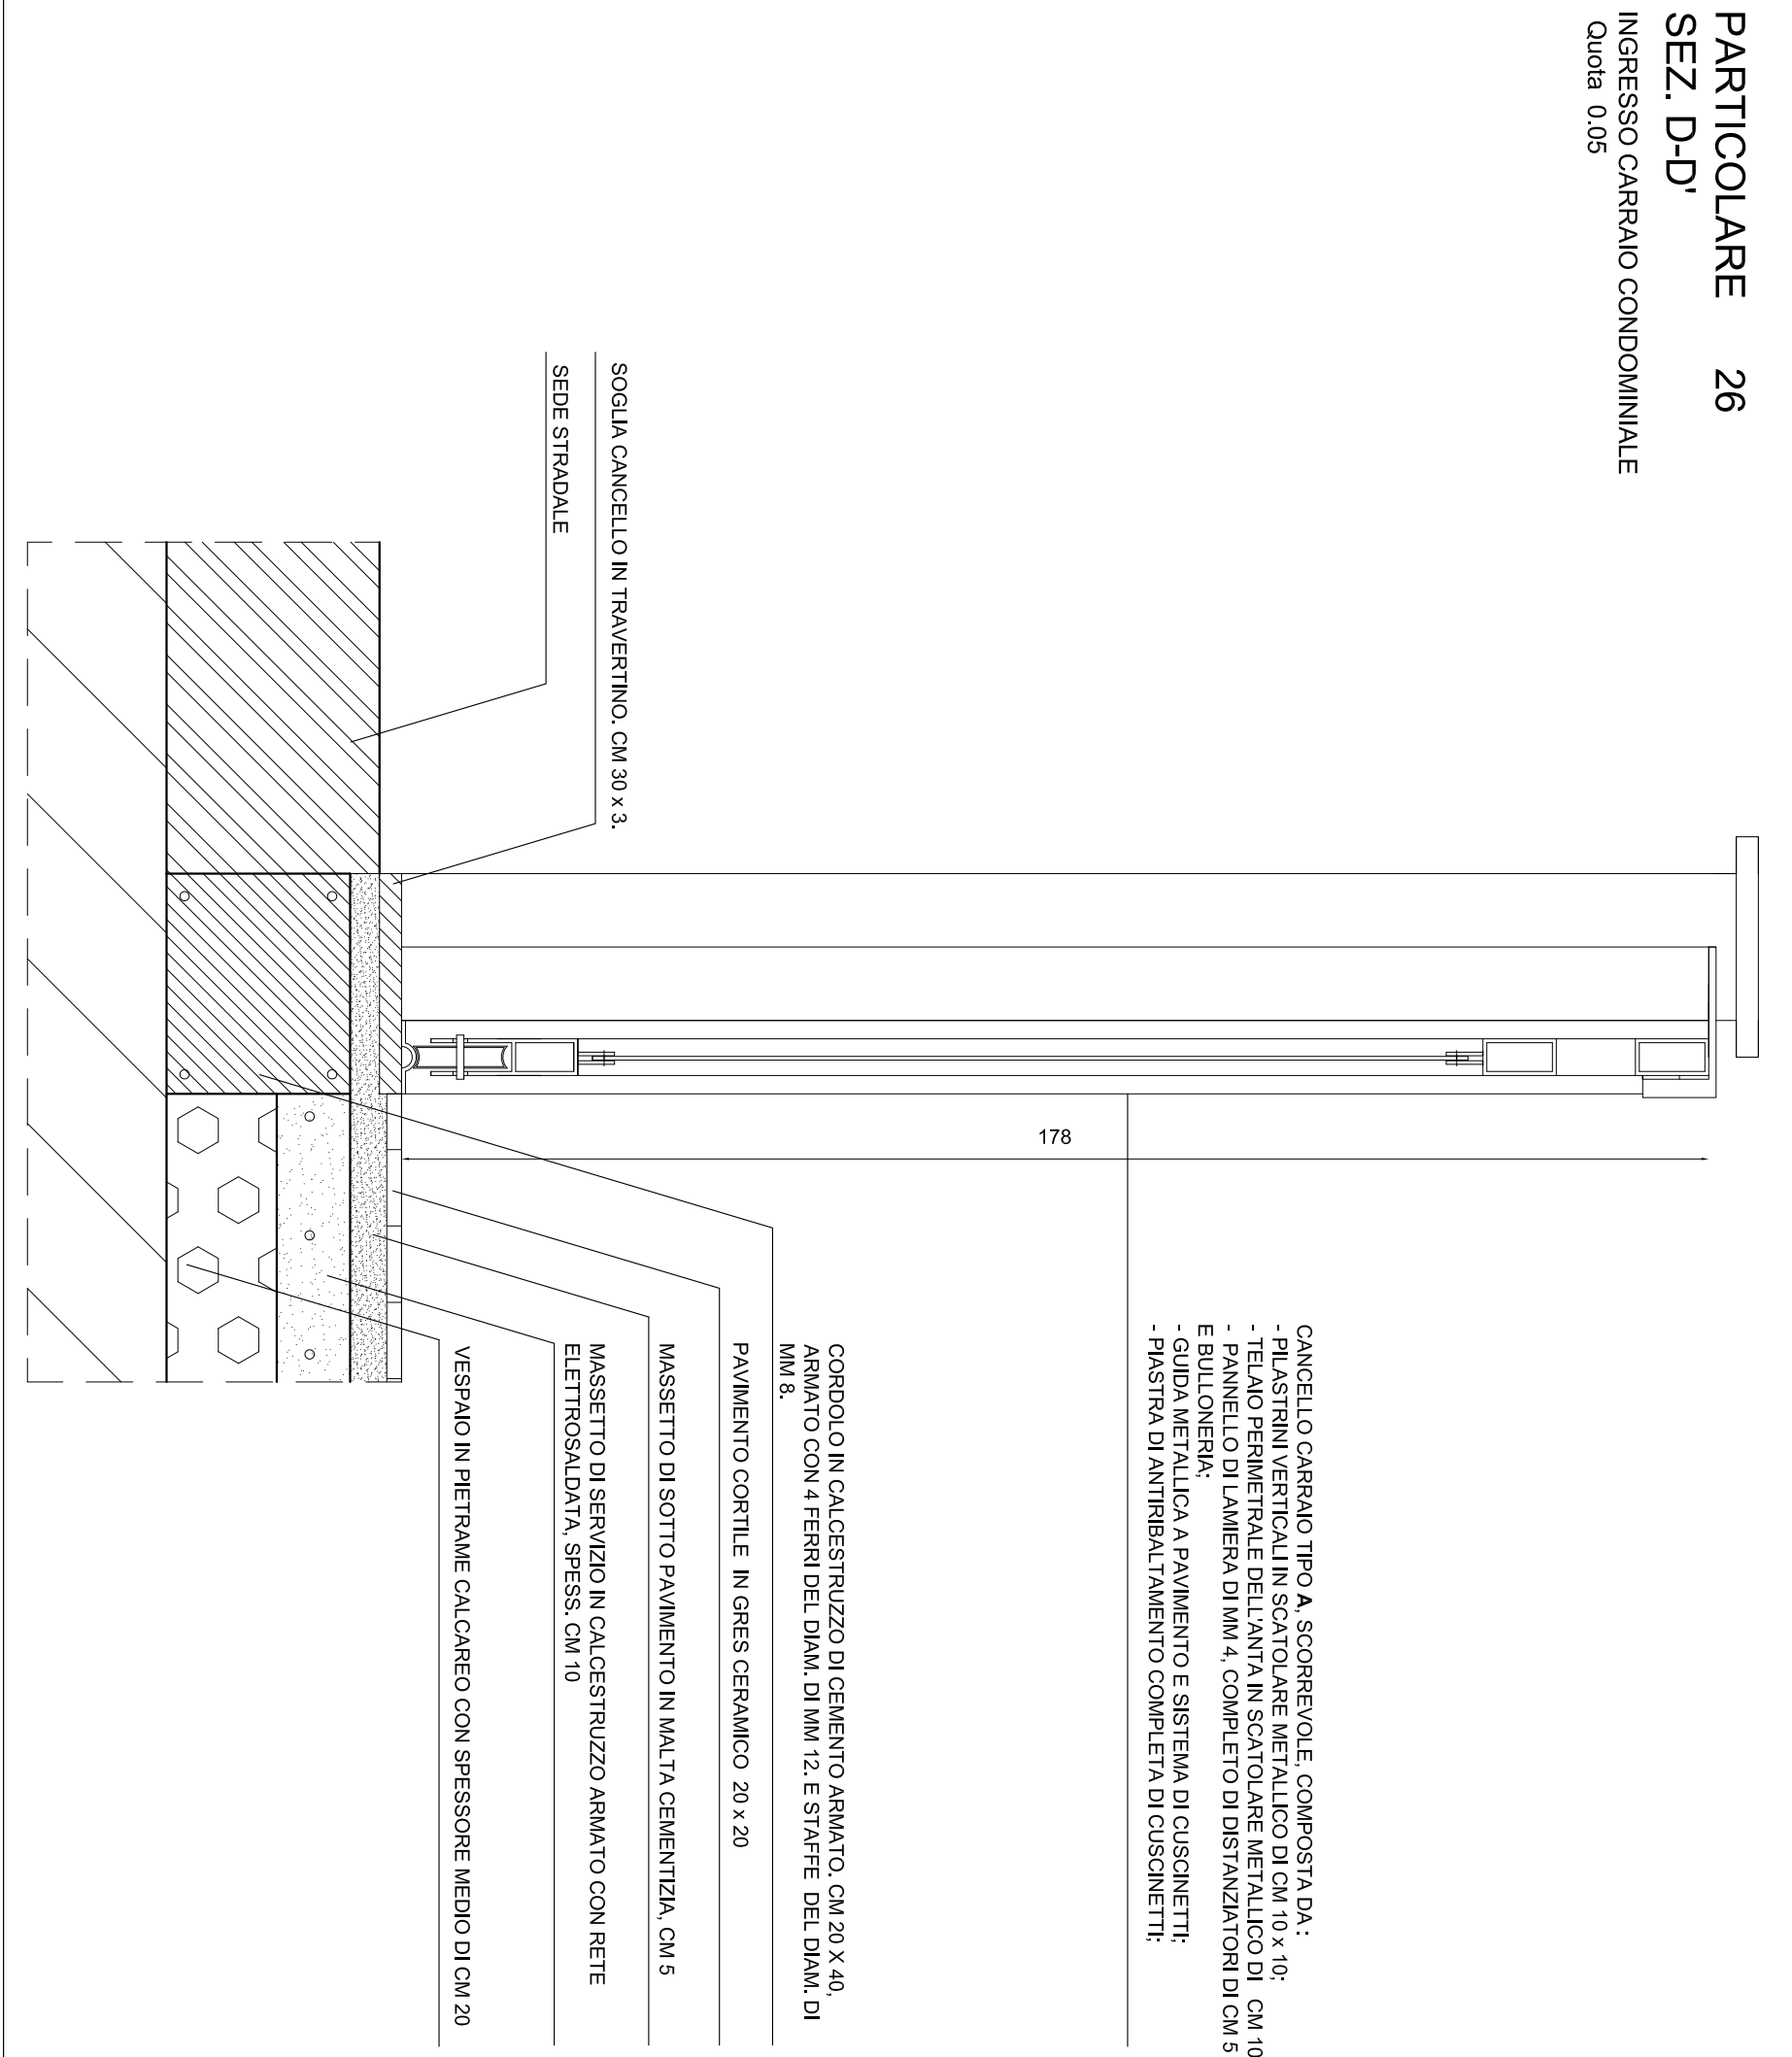 PARTICOLARE 26
SEZ. D-D'
INGRESSO CARRAIO CONDOMINIALE
Quota 0.05
CANCELLO CARRAIO TIPO A, SCORREVOLE, COMPOSTA DA :
- PILASTRINI VERTICALI IN SCATOLARE METALLICO DI CM 10 x 10;
- TELAIO PERIMETRALE DELL'ANTA IN SCATOLARE METALLICO DI CM 10
- PANNELLO DI LAMIERA DI MM 4, COMPLETO DI DISTANZIATORI DI CM 5
E BULLONERIA;
- GUIDA METALLICA A PAVIMENTO E SISTEMA DI CUSCINETTI;
- PIASTRA DI ANTIRIBALTAMENTO COMPLETA DI CUSCINETTI;
178
SOGLIA CANCELLO IN TRAVERTINO. CM 30 x 3.
SEDE STRADALE
CORDOLO IN CALCESTRUZZO DI CEMENTO ARMATO. CM 20 X 40,
ARMATO CON 4 FERRI DEL DIAM. DI MM 12. E STAFFE DEL DIAM. DI
MM 8.
PAVIMENTO CORTILE IN GRES CERAMICO 20 x 20
MASSETTO DI SOTTO PAVIMENTO IN MALTA CEMENTIZIA, CM 5
MASSETTO DI SERVIZIO IN CALCESTRUZZO ARMATO CON RETE
ELETTROSALDATA, SPESS. CM 10
VESPAIO IN PIETRAME CALCAREO CON SPESSORE MEDIO DI CM 20